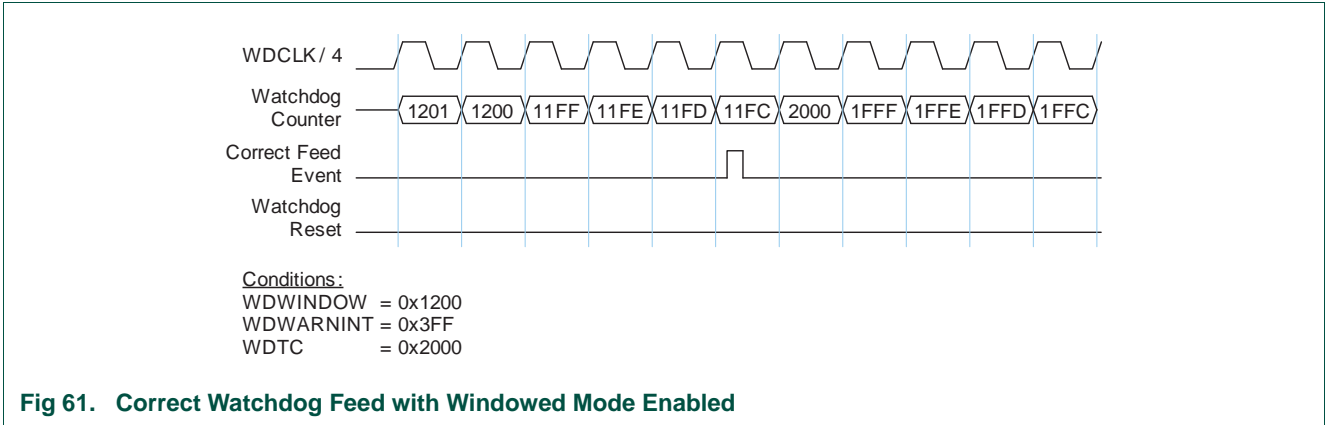 WDCLK / 4
Watchdog
Counter
1201 1200 11FF 11FE 11FD 11FC 2000 1FFF 1FFE 1FFD 1FFC
Correct Feed
Event
Watchdog
Reset
Conditions:
WDWINDOW = 0x1200
WDWARNINT = 0x3FF
WDTC = 0x2000
Fig 61. Correct Watchdog Feed with Windowed Mode Enabled